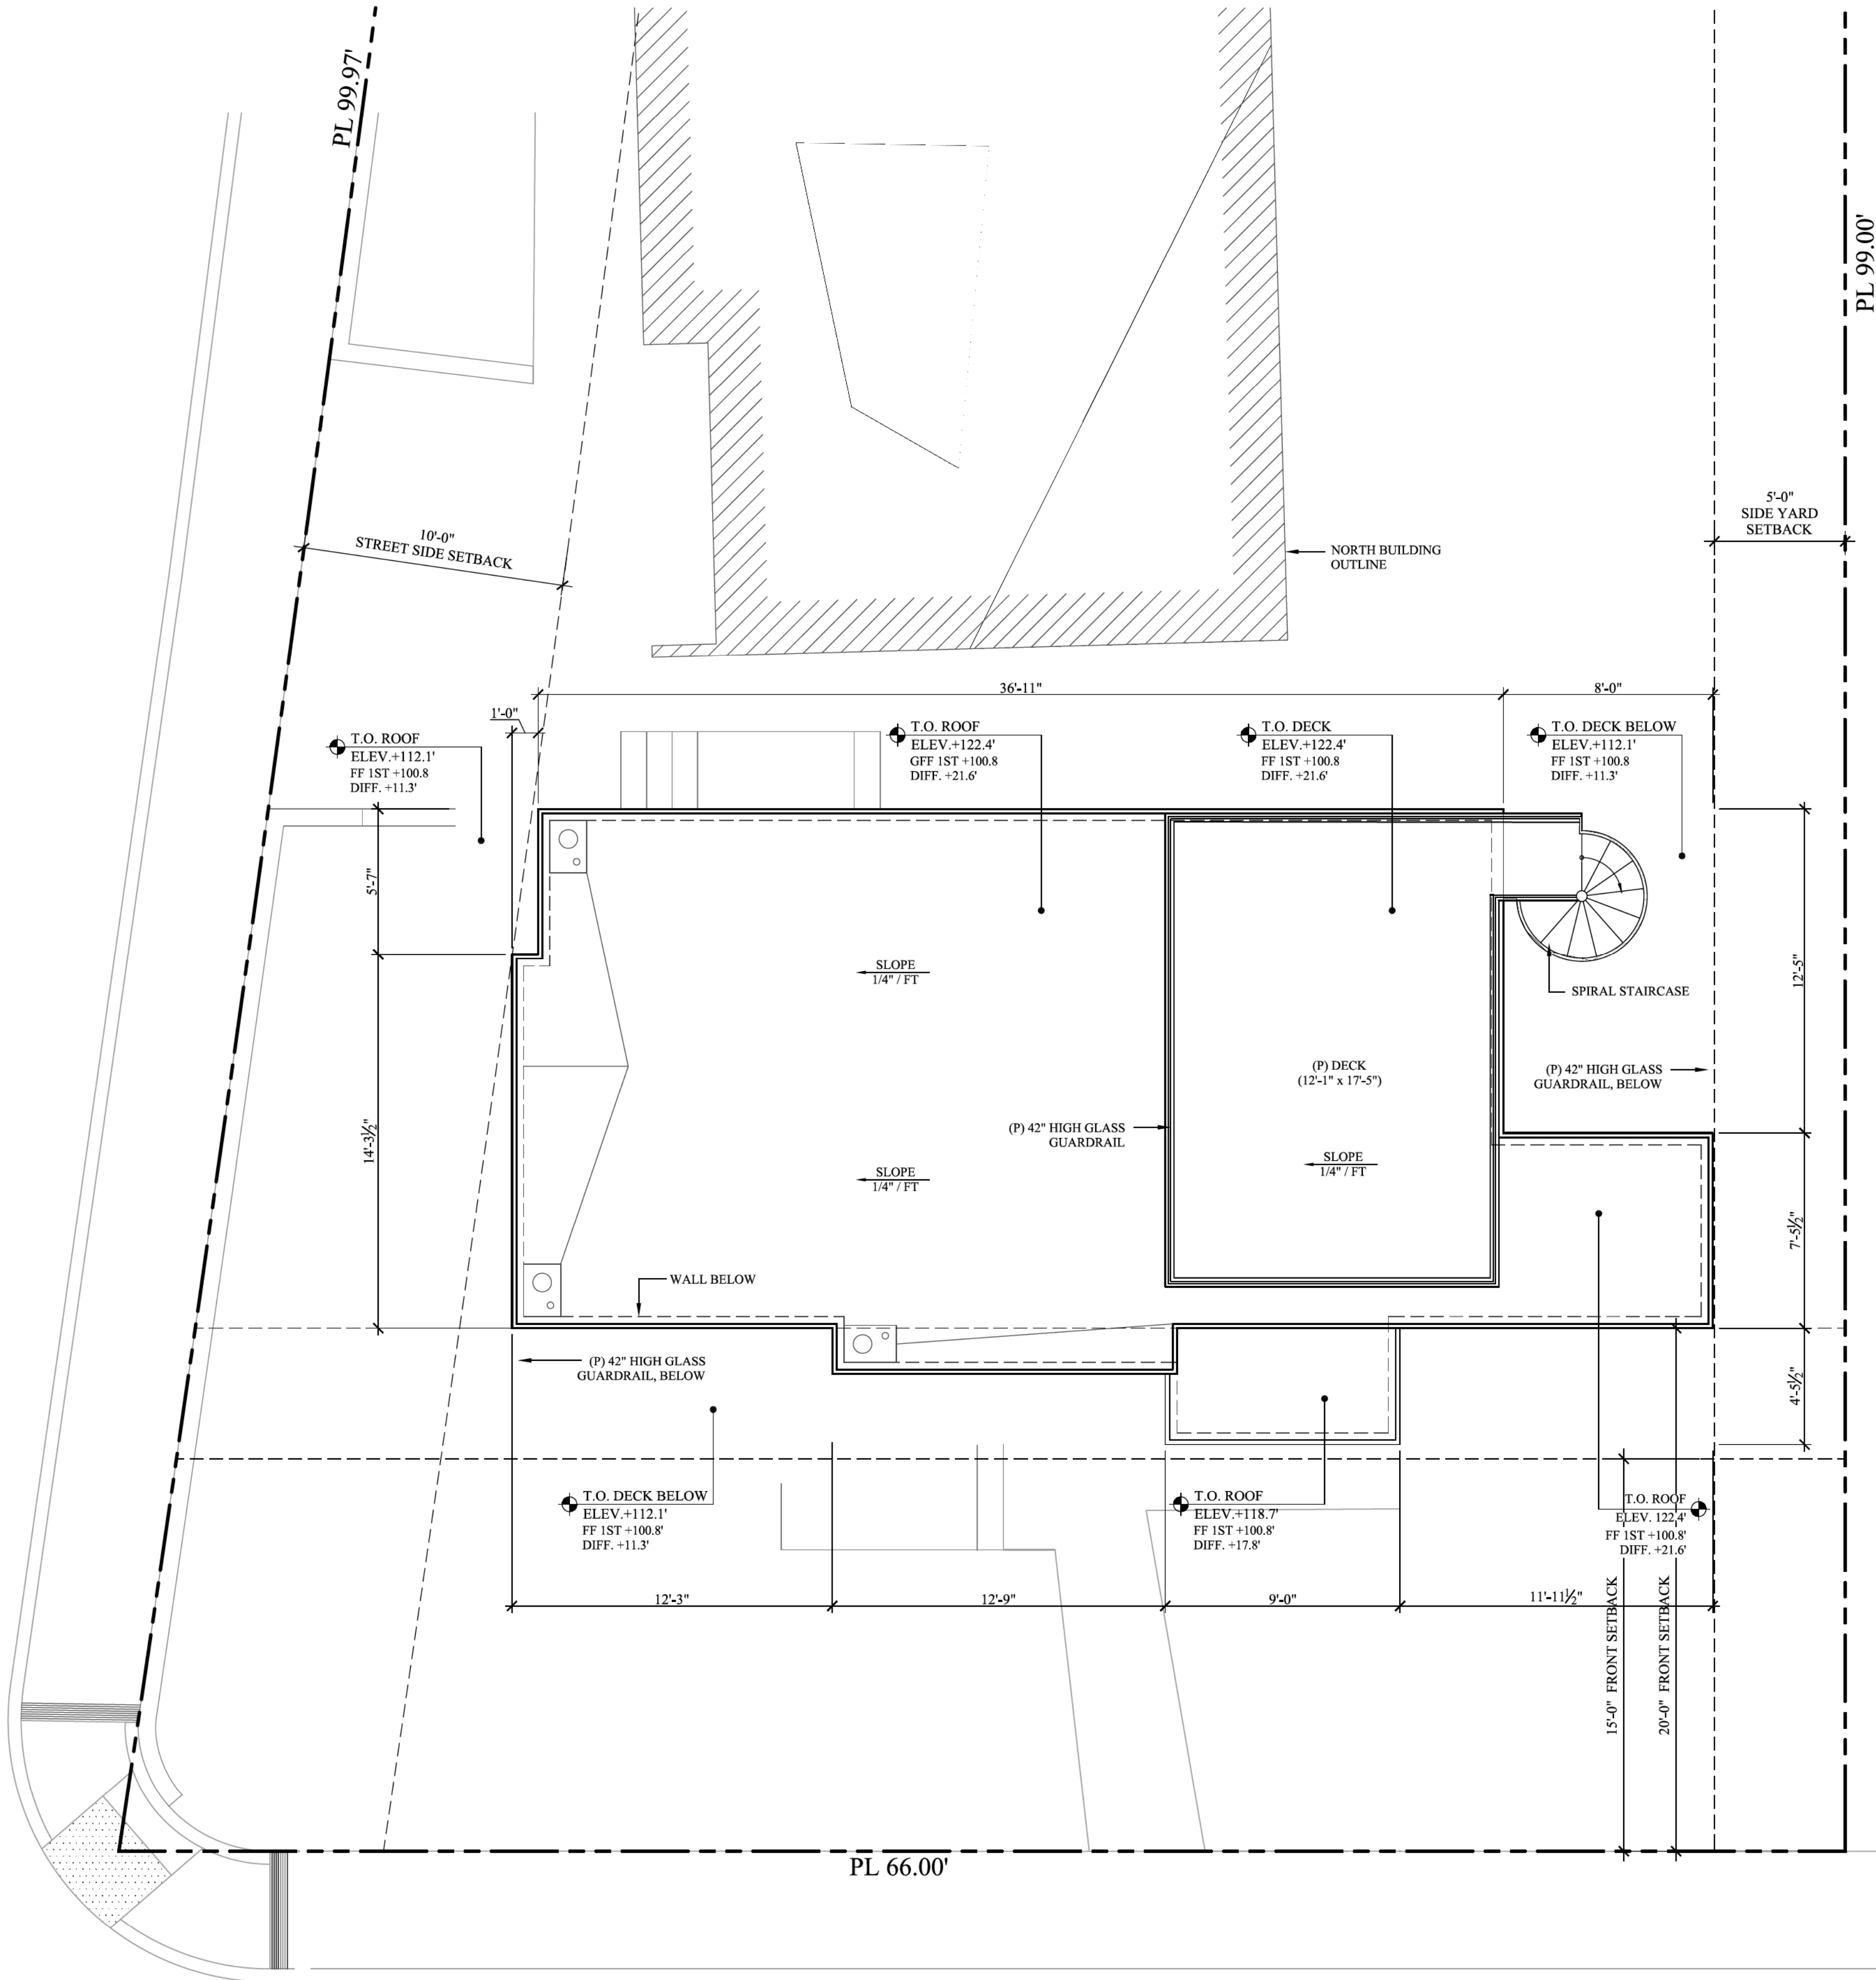 PL 99.97'
PL 99.00'
10'-0"
STREET SIDE SETBACK
5'-0"
SIDE YARD
SETBACK
NORTH BUILDING
OUTLINE
36'-11"
8'-0"
1'-0"
T.O. ROOF
ELEV.+112.1'
FF 1ST +100.8
DIFF. +11.3'
T.O. ROOF
ELEV.+122.4'
GFF 1ST +100.8
DIFF. +21.6'
T.O. DECK
ELEV.+122.4'
FF 1ST +100.8
DIFF. +21.6'
T.O. DECK BELOW
ELEV.+112.1'
FF 1ST +100.8
DIFF. +11.3'
5'-7"
12'-5"
SLOPE
1/4" / FT
SPIRAL STAIRCASE
(P) DECK
(12'-1" x 17'-5")
(P) 42" HIGH GLASS
GUARDRAIL, BELOW
(P) 42" HIGH GLASS
GUARDRAIL
14'-3½"
SLOPE
1/4" / FT
SLOPE
1/4" / FT
7'-5½"
WALL BELOW
(P) 42" HIGH GLASS
GUARDRAIL, BELOW
4'-5½"
T.O. DECK BELOW
ELEV.+112.1'
FF 1ST +100.8'
DIFF. +11.3'
T.O. ROOF
ELEV.+118.7'
FF 1ST +100.8'
DIFF. +17.8'
T.O. ROOF
ELEV. 122.4'
FF 1ST +100.8'
DIFF. +21.6'
12'-3"
12'-9"
9'-0"
11'-11½"
15'-0" FRONT SETBACK
20'-0" FRONT SETBACK
PL 66.00'